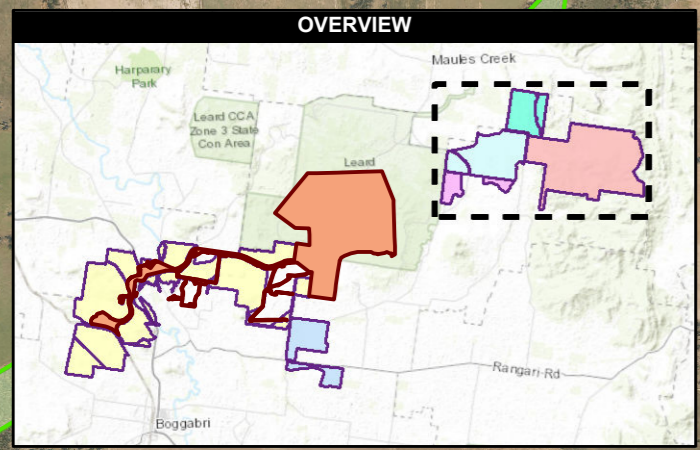 OVERVIEW
Maules Creek
Harparary
Park
Leard CCA
Zone 3 State
Con Area
Leard
Rangari Rd
Boggabri